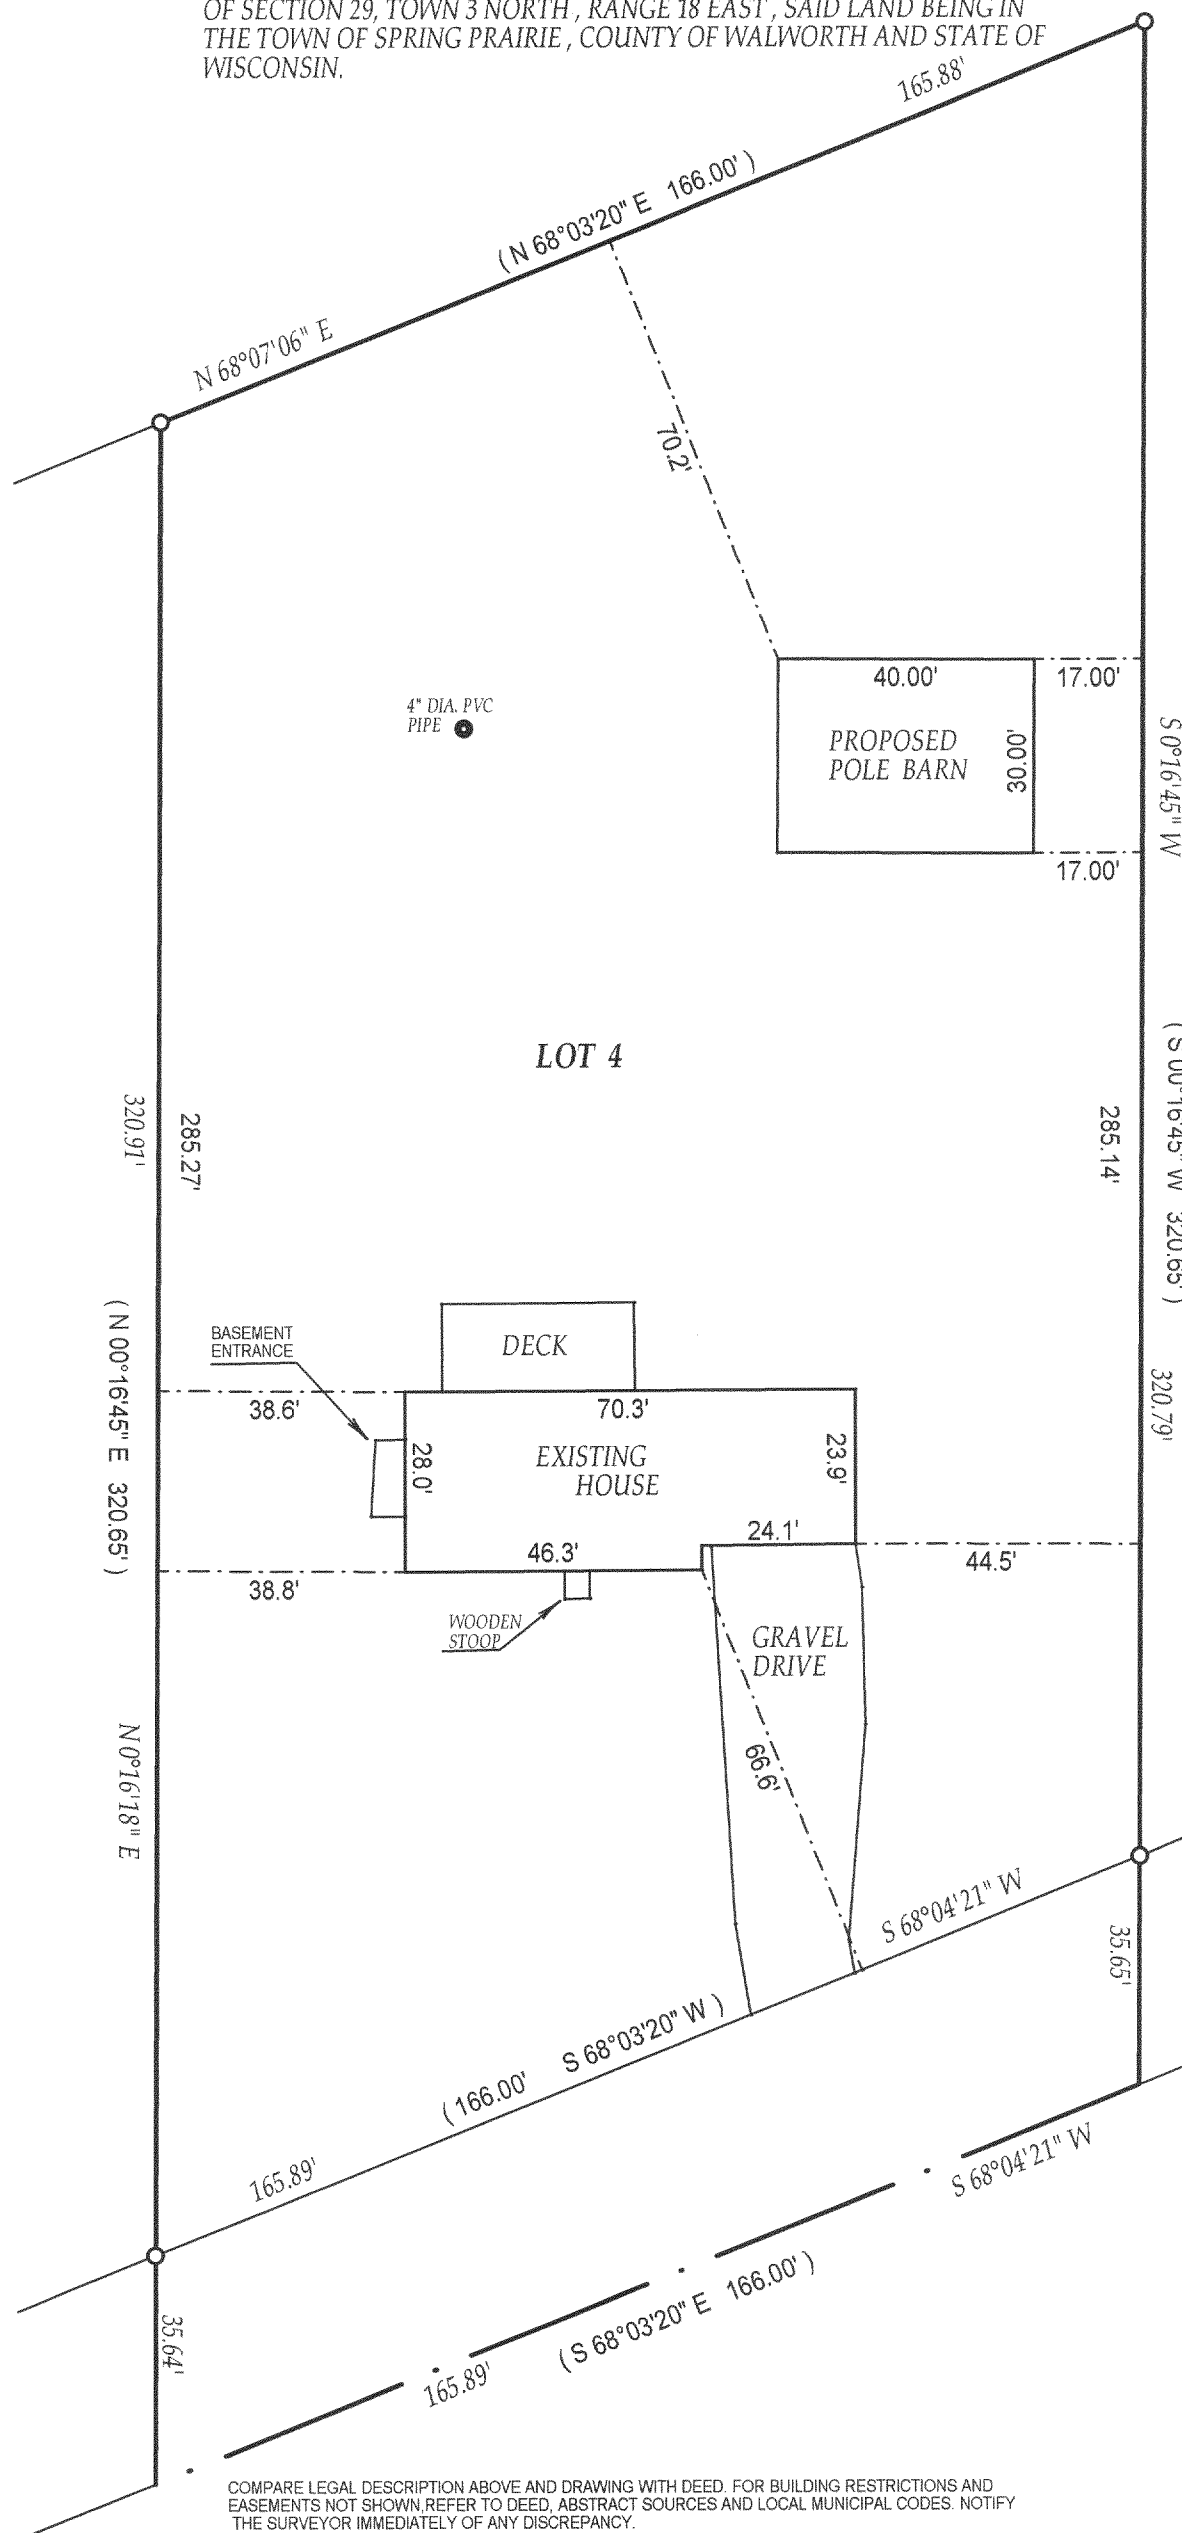 OF SECTION 29, TOWN 3 NORTH , RANGE 18 EAST , SAID LAND BEING IN
THE TOWN OF SPRING PRAIRIE , COUNTY OF WALWORTH AND STATE OF
WISCONSIN.
165.88'
( N 68°03'20" E 166.00' )
N 68°07'06" E
70.2'
40.00'
17.00'
4" DIA. PVC
PIPE
PROPOSED
POLE BARN
30.00'
S 0°16'45" W
17.00'
LOT 4
( S 00°16'45" W 320.65' )
320.91'
285.27'
285.14'
( N 00°16'45" E 320.65' )
BASEMENT
ENTRANCE
DECK
320.79'
38.6'
70.3'
28.0'
EXISTING
HOUSE
23.9'
24.1'
46.3'
44.5'
38.8'
WOODEN
STOOP
GRAVEL
DRIVE
N 0°16'18" E
66.6'
S 68°04'21" W
35.65'
( 166.00' S 68°03'20" W )
165.89'
S 68°04'21" W
( S 68°03'20" E 166.00' )
35.64'
165.89'
COMPARE LEGAL DESCRIPTION ABOVE AND DRAWING WITH DEED. FOR BUILDING RESTRICTIONS AND
EASEMENTS NOT SHOWN,REFER TO DEED, ABSTRACT SOURCES AND LOCAL MUNICIPAL CODES. NOTIFY
THE SURVEYOR IMMEDIATELY OF ANY DISCREPANCY.